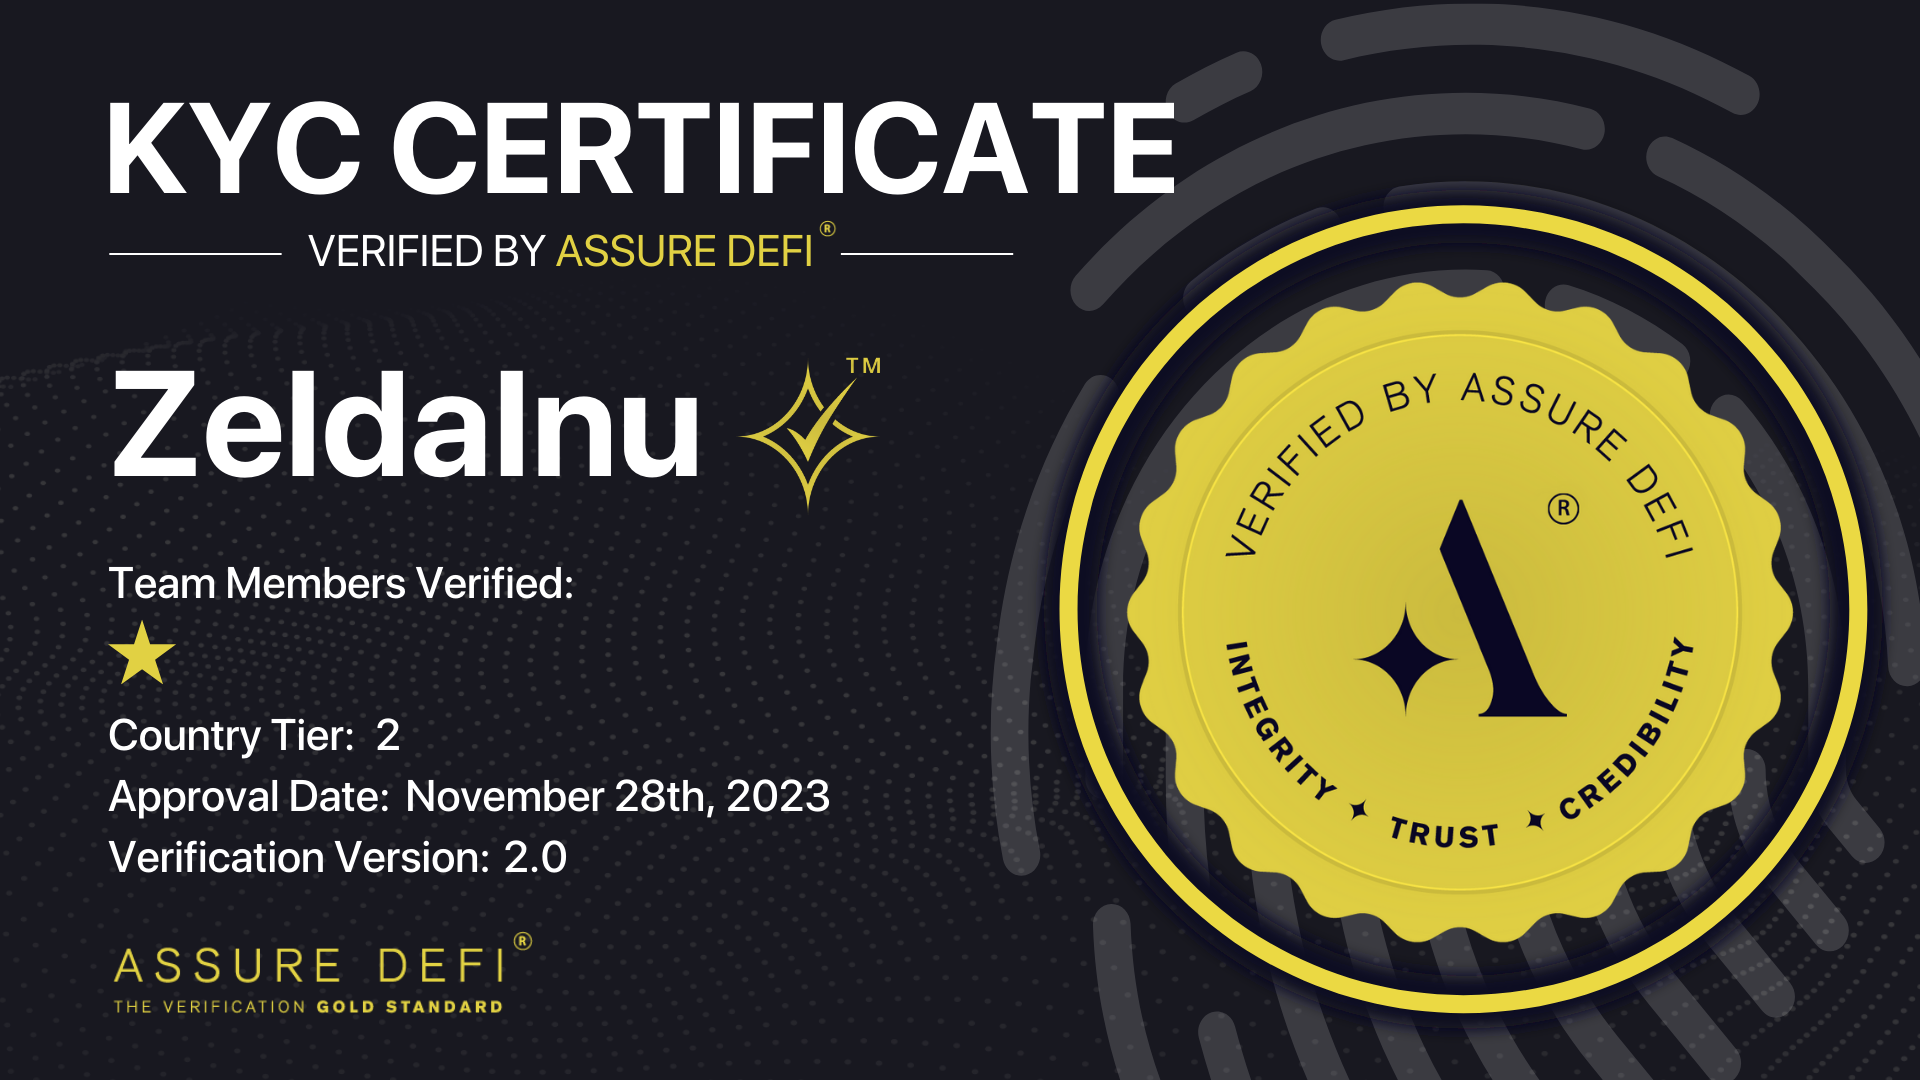 KYC CERTIFICATE
VERIFIED BY ASSURE DEFI®
ZeldaInu ™
Team Members Verified:
Country Tier: 2
Approval Date: November 28th, 2023
Verification Version: 2.0
ASSURE DEFI®
THE VERIFICATION GOLD STANDARD
VERIFIED BY ASSURE DEFI
®
INTEGRITY ✦ TRUST ✦ CREDIBILITY